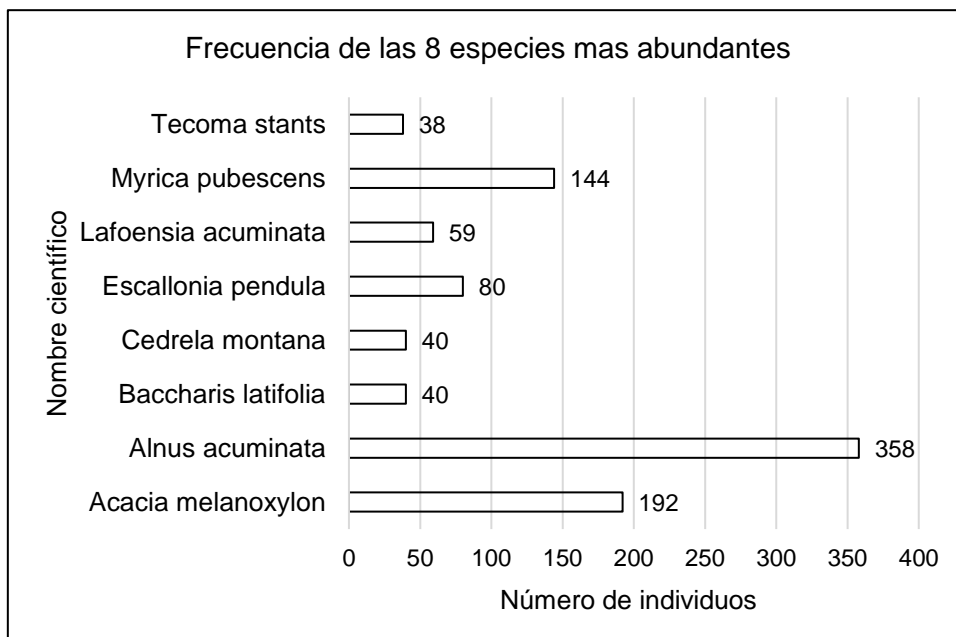 Frecuencia de las 8 especies mas abundantes
Nombre científico
Tecoma stants 38
Myrica pubescens 144
Lafoensia acuminata 59
Escallonia pendula 80
Cedrela montana 40
Baccharis latifolia 40
Alnus acuminata 358
Acacia melanoxylon 192
0 50 100 150 200 250 300 350 400
Número de individuos